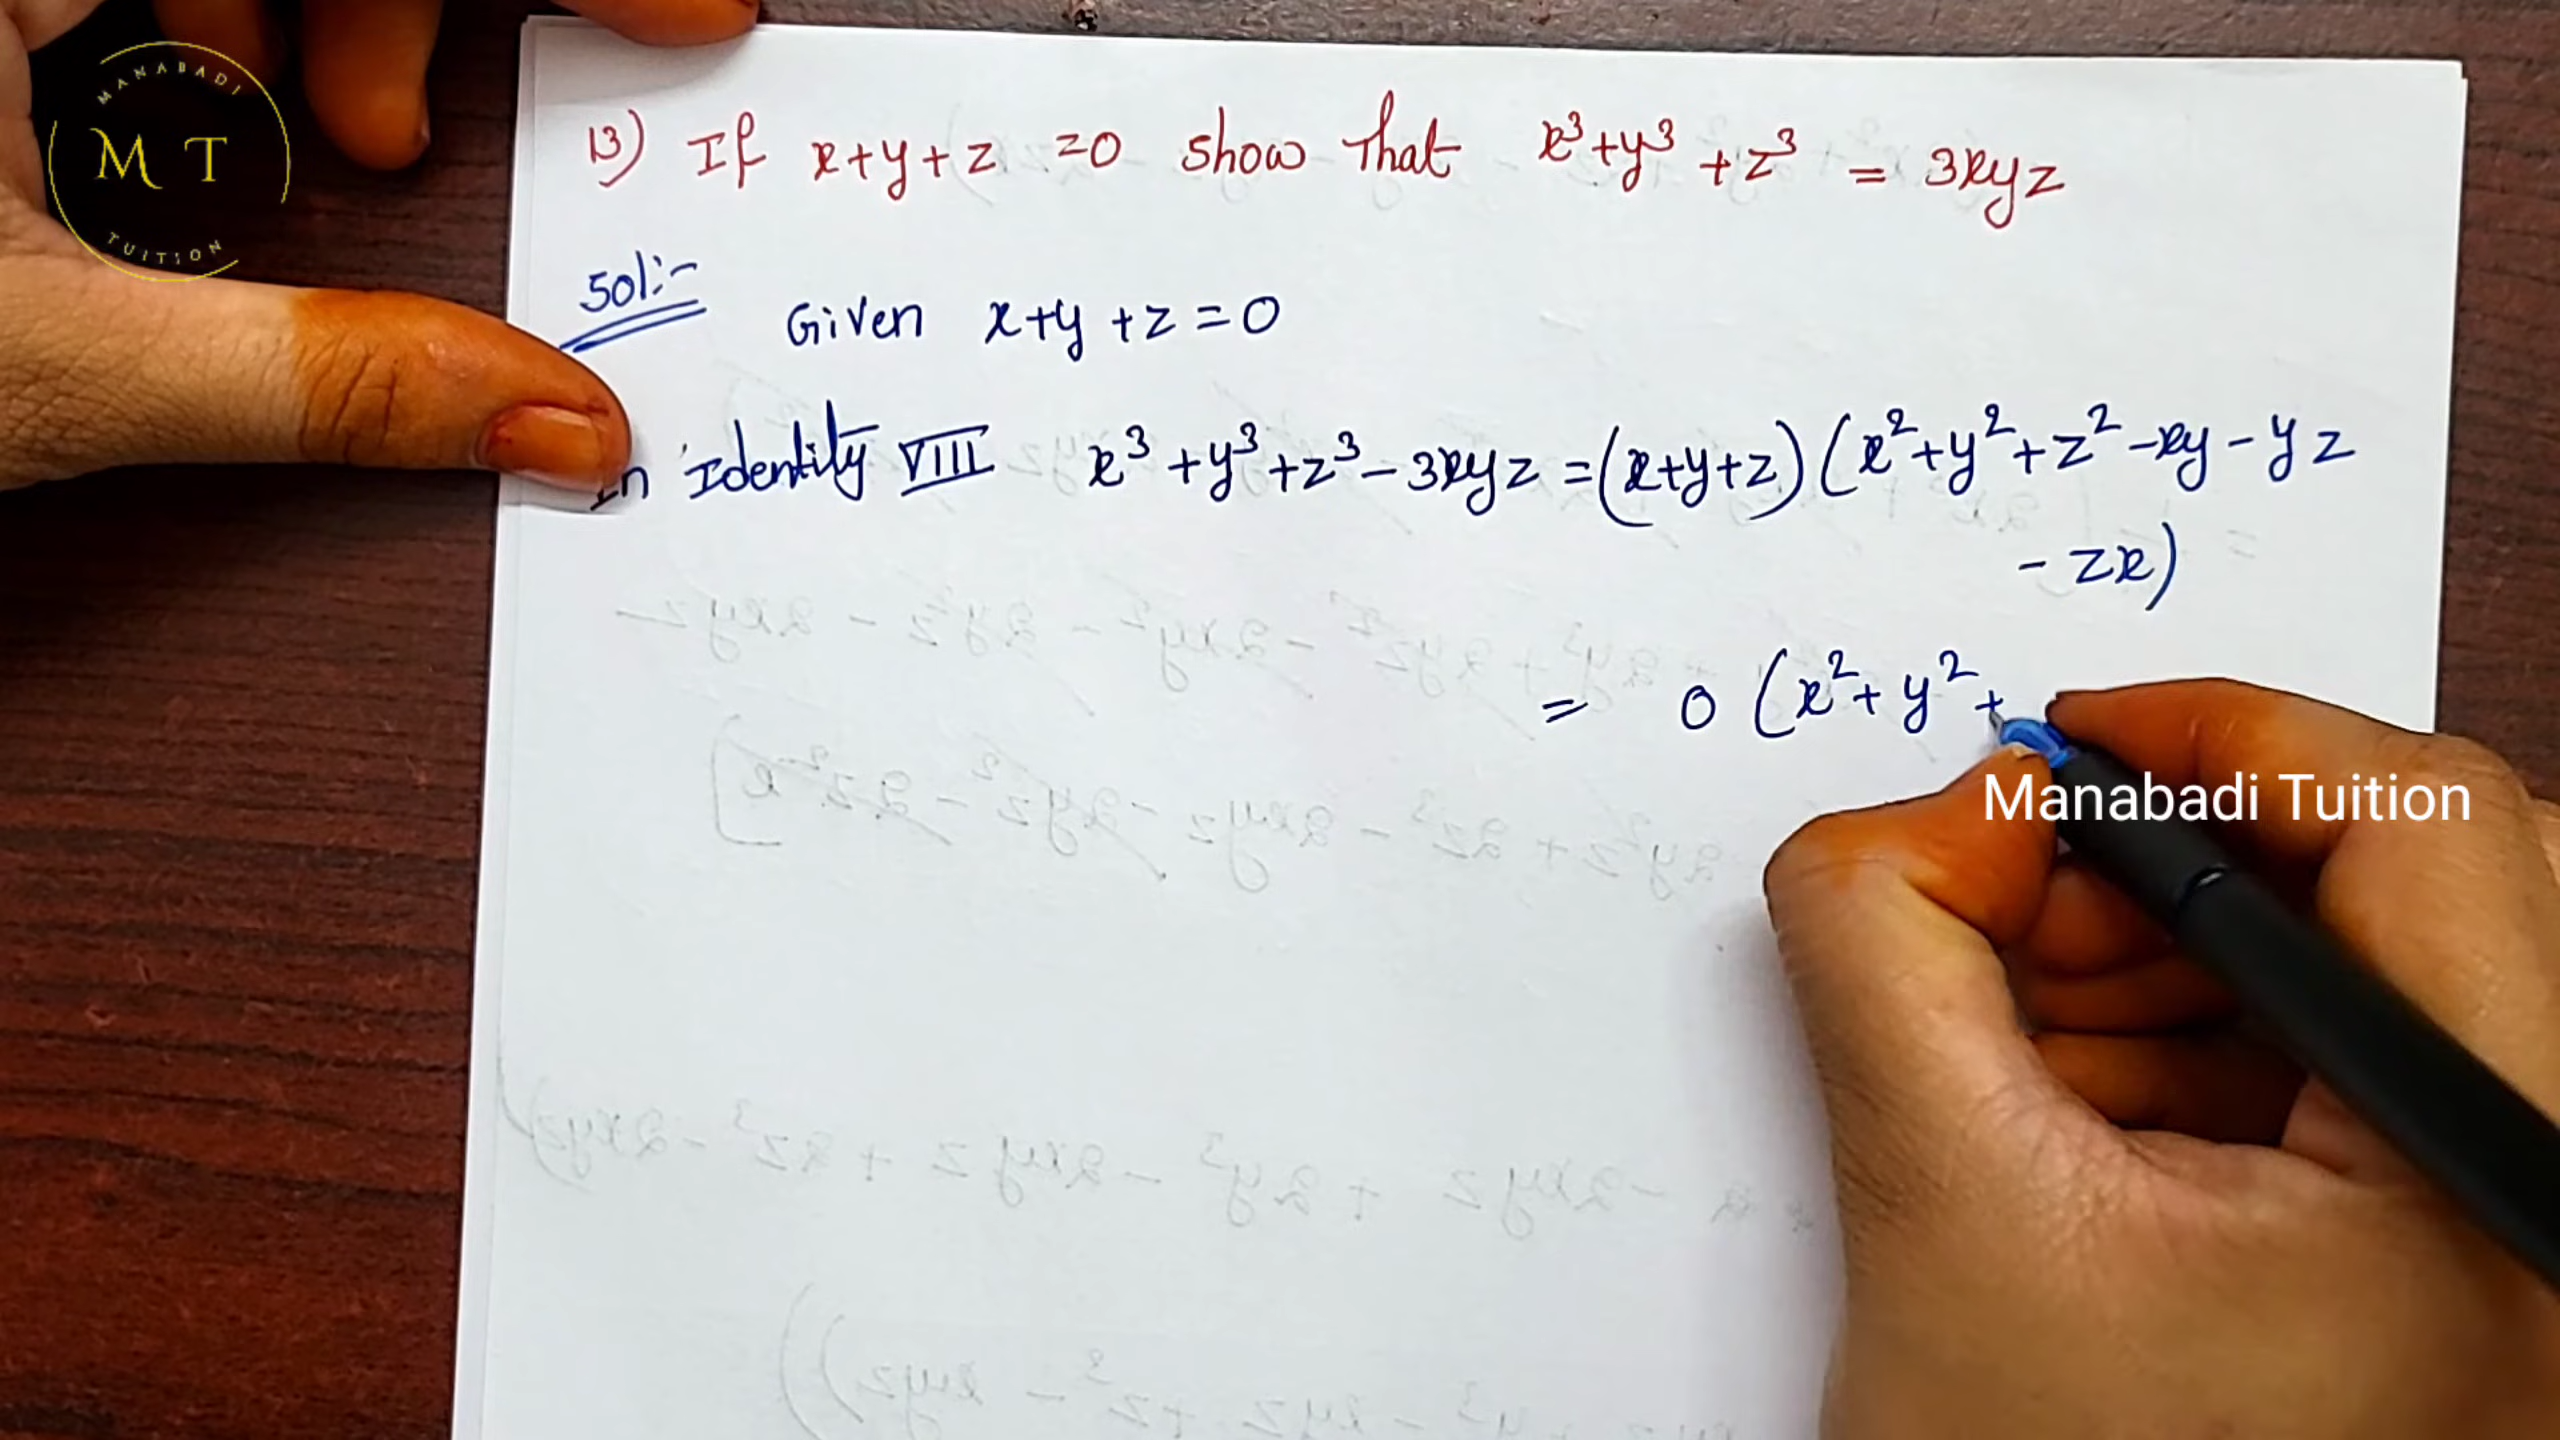 MANABADI
M T
TUITION
13) If x+y+z =0 show that x³+y³+z³ = 3xyz
Sol:-
Given x+y+z=0
In Identity VIII x³+y³+z³-3xyz=(x+y+z)(x²+y²+z²-xy-yz
-zx)
= 0 (x²+y²+
Manabadi Tuition